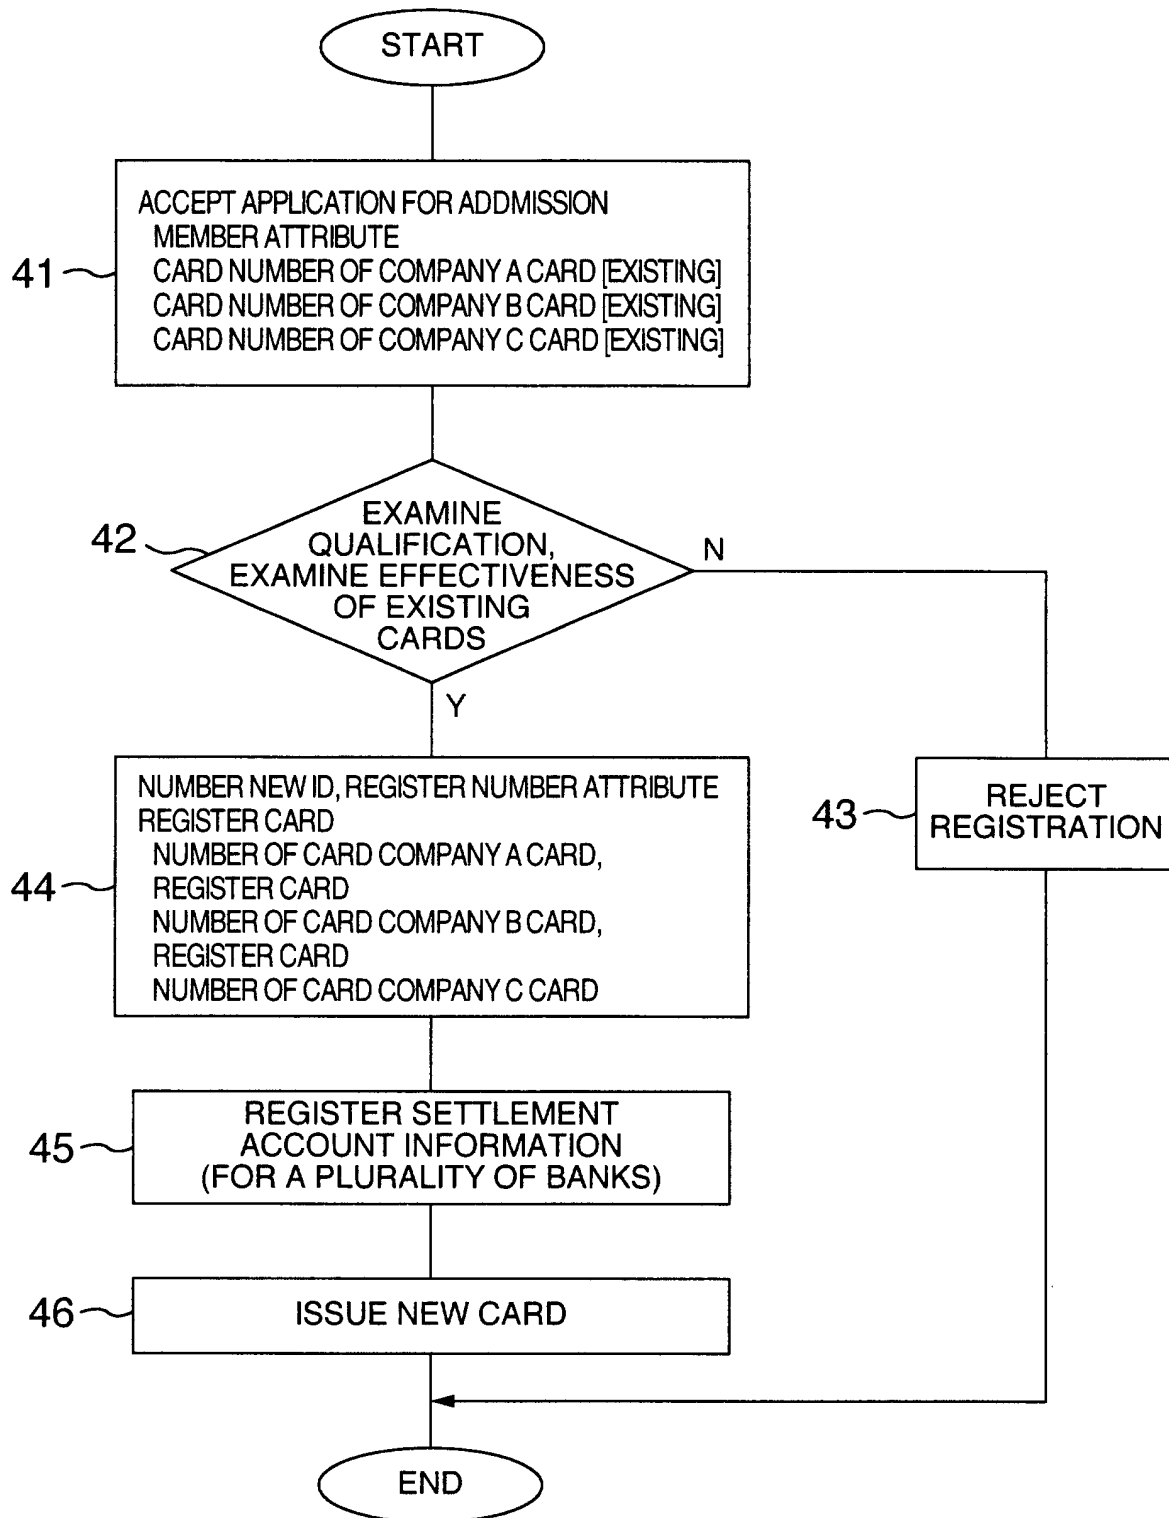 START
41
ACCEPT APPLICATION FOR ADDMISSION
MEMBER ATTRIBUTE
CARD NUMBER OF COMPANY A CARD [EXISTING]
CARD NUMBER OF COMPANY B CARD [EXISTING]
CARD NUMBER OF COMPANY C CARD [EXISTING]
42
EXAMINE
QUALIFICATION,
EXAMINE EFFECTIVENESS
OF EXISTING
CARDS
N
Y
43
REJECT
REGISTRATION
44
NUMBER NEW ID, REGISTER NUMBER ATTRIBUTE
REGISTER CARD
NUMBER OF CARD COMPANY A CARD,
REGISTER CARD
NUMBER OF CARD COMPANY B CARD,
REGISTER CARD
NUMBER OF CARD COMPANY C CARD
45
REGISTER SETTLEMENT
ACCOUNT INFORMATION
(FOR A PLURALITY OF BANKS)
46
ISSUE NEW CARD
END